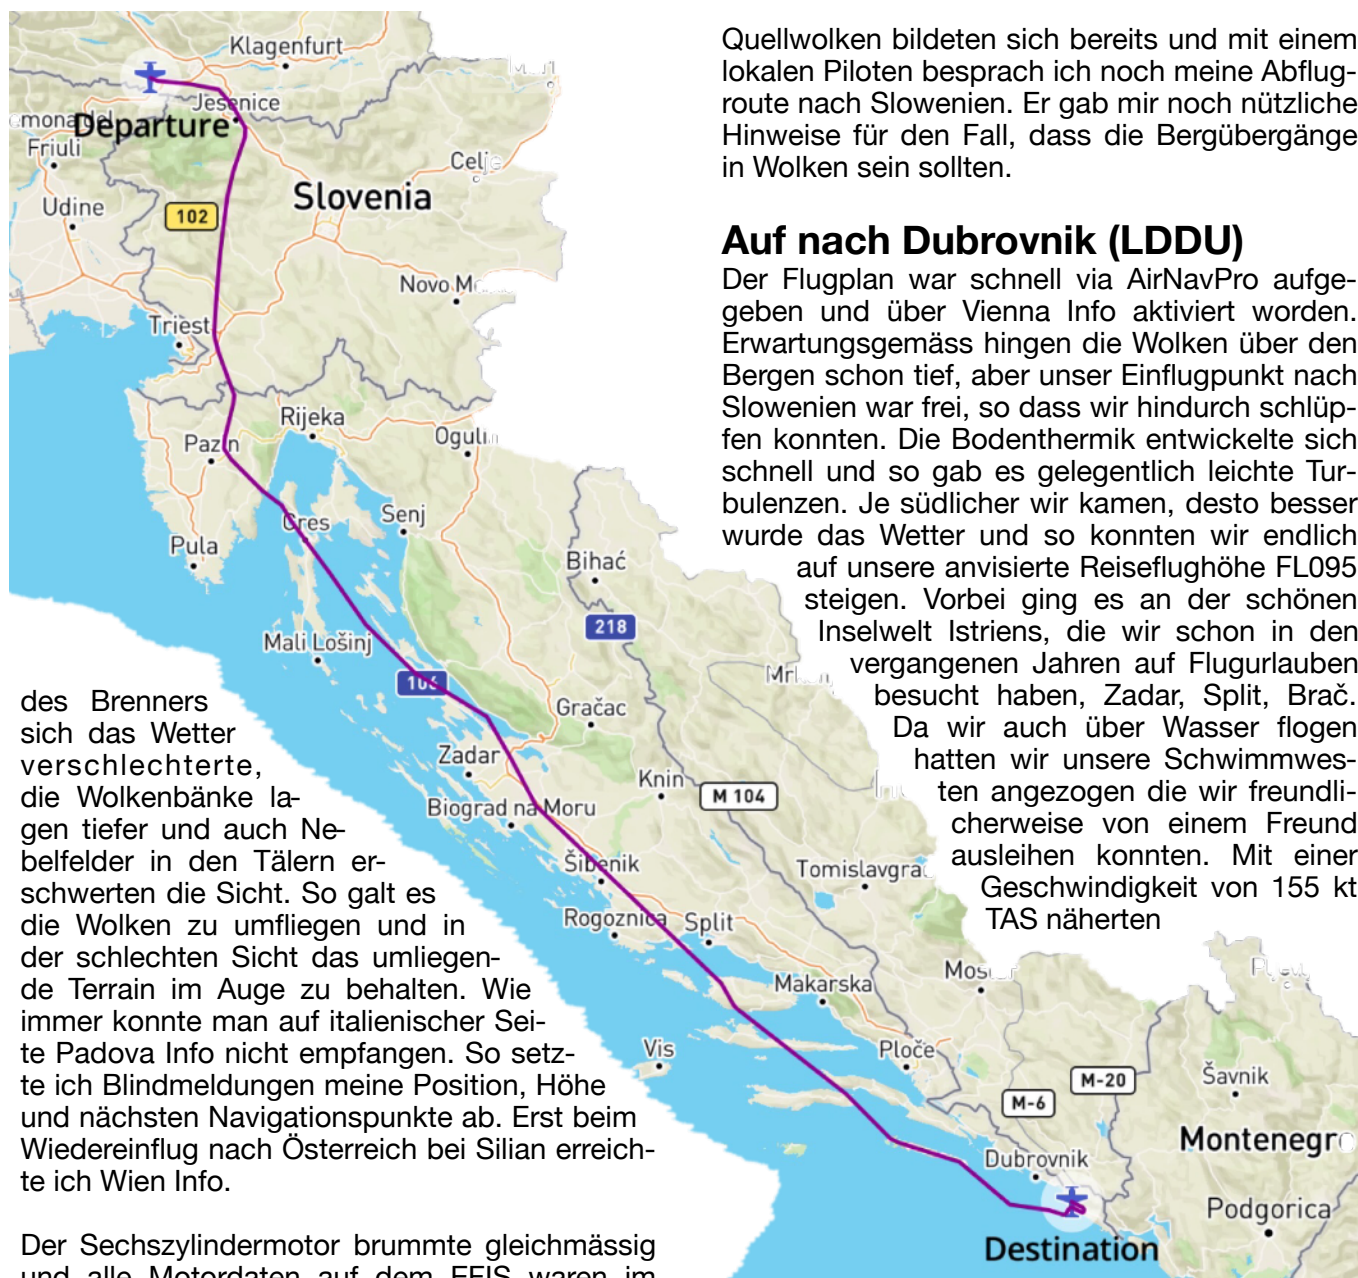 Klagenfurt
Jesenice
Departure
Friuli
Udine
Celje
Slovenia
102
Novo M
Triest
Rijeka
Pazin
Ogulin
Cres
Senj
Pula
Bihać
218
Mali Lošinj
106
Gračac
Zadar
Knin
M 104
Biograd na Moru
Šibenik
Tomislavgra
Rogoznica
Split
Makarska
Vis
Ploče
M-20
Šavnik
M-6
Montenegro
Dubrovnik
Podgorica
Destination
des Brenners
sich das Wetter
verschlechterte,
die Wolkenbänke la-
gen tiefer und auch Ne-
belfelder in den Tälern er-
schwerten die Sicht. So galt es
die Wolken zu umfliegen und in
der schlechten Sicht das umliegen-
de Terrain im Auge zu behalten. Wie
immer konnte man auf italienischer Sei-
te Padova Info nicht empfangen. So setz-
te ich Blindmeldungen meine Position, Höhe
und nächsten Navigationspunkte ab. Erst beim
Wiedereinflug nach Österreich bei Silian erreich-
te ich Wien Info.
Der Sechszylindermotor brummte gleichmässig
und alle Motordaten auf dem EFIS waren im
Quellwolken bildeten sich bereits und mit einem
lokalen Piloten besprach ich noch meine Abflug-
route nach Slowenien. Er gab mir noch nützliche
Hinweise für den Fall, dass die Bergübergänge
in Wolken sein sollten.
Auf nach Dubrovnik (LDDU)
Der Flugplan war schnell via AirNavPro aufge-
geben und über Vienna Info aktiviert worden.
Erwartungsgemäss hingen die Wolken über den
Bergen schon tief, aber unser Einflugpunkt nach
Slowenien war frei, so dass wir hindurch schlüp-
fen konnten. Die Bodenthermik entwickelte sich
schnell und so gab es gelegentlich leichte Tur-
bulenzen. Je südlicher wir kamen, desto besser
wurde das Wetter und so konnten wir endlich
auf unsere anvisierte Reiseflughöhe FL095
steigen. Vorbei ging es an der schönen
Inselwelt Istriens, die wir schon in den
vergangenen Jahren auf Flugurlauben
besucht haben, Zadar, Split, Brač.
Da wir auch über Wasser flogen
hatten wir unsere Schwimmwes-
ten angezogen die wir freundli-
cherweise von einem Freund
ausleihen konnten. Mit einer
Geschwindigkeit von 155 kt
TAS näherten